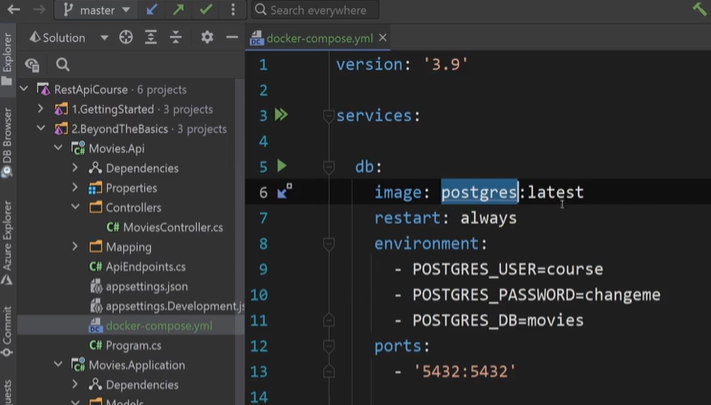 master
Search everywhere
Solution
docker-compose.yml
Explorer
DB Browser
Azure Explorer
Commit
RestApiCourse · 6 projects
1.GettingStarted · 3 projects
2.BeyondTheBasics · 3 projects
Movies.Api
Dependencies
Properties
Controllers
C# MoviesController.cs
Mapping
C# ApiEndpoints.cs
appsettings.json
appsettings.Development.js
DC docker-compose.yml
C# Program.cs
Movies.Application
Dependencies
Models
1 version: '3.9'
2
3 services:
4
5 db:
6 image: postgres:latest
7 restart: always
8 environment:
9 - POSTGRES_USER=course
10 - POSTGRES_PASSWORD=changeme
11 - POSTGRES_DB=movies
12 ports:
13 - '5432:5432'
14